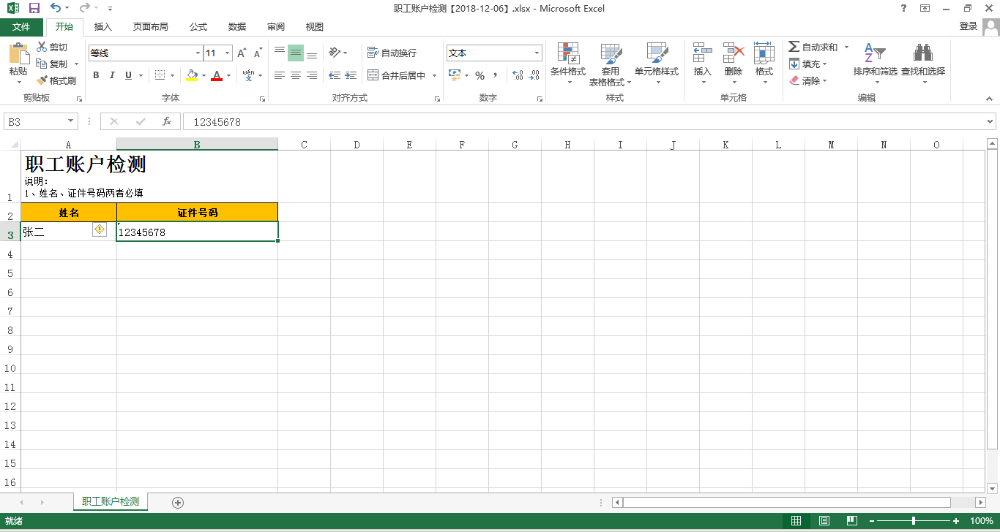 职工账户检测【2018-12-06】.xlsx - Microsoft Excel
文件 开始 插入 页面布局 公式 数据 审阅 视图 登录
粘贴 剪切 复制 格式刷 剪贴板
等线 11 B I U A A A wén 文 字体
自动换行 合并后居中 对齐方式
文本 % , .00 .00 数字
条件格式 套用 表格格式 单元格样式 样式
插入 删除 格式 单元格
自动求和 填充 清除 排序和筛选 查找和选择 编辑
B3 fx 12345678
A B C D E F G H I J K L M N O
职工账户检测
说明：
1 1、姓名、证件号码两者必填
2 姓名 证件号码
3 张二 12345678
4
5
6
7
8
9
10
11
12
13
14
15
16
职工账户检测
就绪 100%